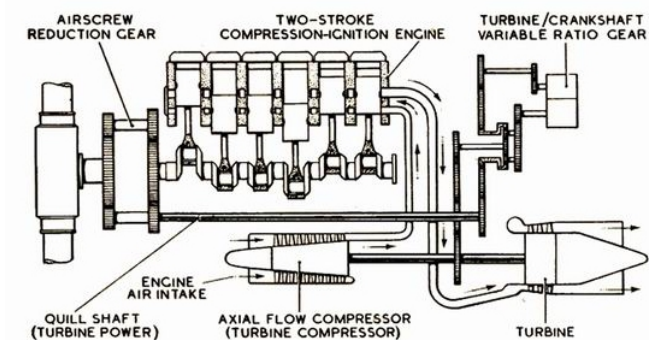 AIRSCREW
REDUCTION GEAR
TWO-STROKE
COMPRESSION-IGNITION ENGINE
TURBINE/CRANKSHAFT
VARIABLE RATIO GEAR
ENGINE
AIR INTAKE
QUILL SHAFT
(TURBINE POWER)
AXIAL FLOW COMPRESSOR
(TURBINE COMPRESSOR)
TURBINE